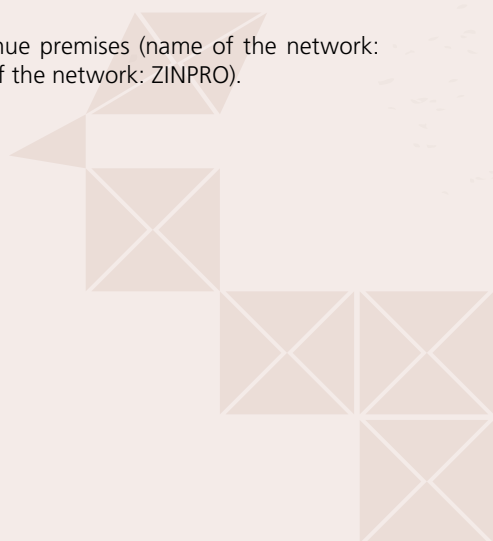 nue premises (name of the network:
f the network: ZINPRO).